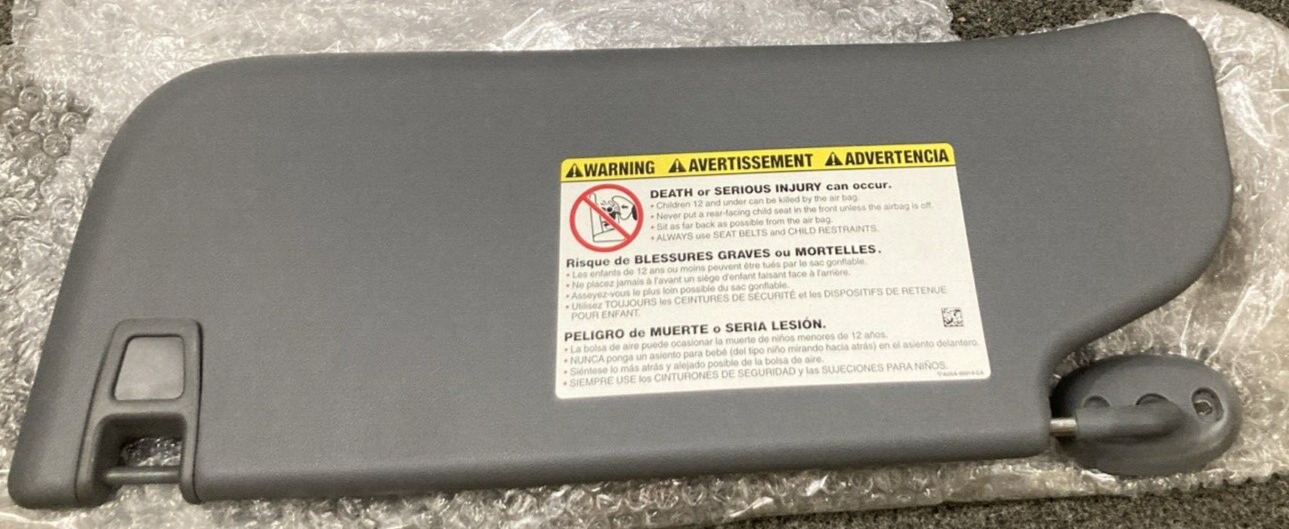 WARNING AVERTISSEMENT ADVERTENCIA
DEATH or SERIOUS INJURY can occur.
• Children 12 and under can be killed by the air bag.
• Never put a rear-facing child seat in the front unless the airbag is off.
• Sit as far back as possible from the air bag.
• ALWAYS use SEAT BELTS and CHILD RESTRAINTS.
Risque de BLESSURES GRAVES ou MORTELLES.
• Les enfants de 12 ans ou moins peuvent être tués par le sac gonflable.
• Ne placez jamais à l'avant un siège d'enfant faisant face à l'arrière.
• Asseyez-vous le plus loin possible du sac gonflable.
• Utilisez TOUJOURS les CEINTURES DE SÉCURITÉ et les DISPOSITIFS DE RETENUE
POUR ENFANT.
PELIGRO de MUERTE o SERIA LESIÓN.
• La bolsa de aire puede ocasionar la muerte de niños menores de 12 años.
• NUNCA ponga un asiento para bebé (del tipo niño mirando hacia atrás) en el asiento delantero.
• Siéntese lo más atrás y alejado posible de la bolsa de aire.
• SIEMPRE USE los CINTURONES DE SEGURIDAD y las SUJECIONES PARA NIÑOS.